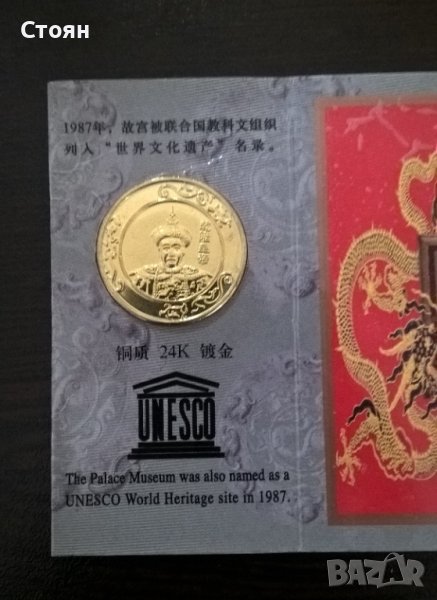 Стоян
1987年，故宫被联合国教科文组织
列入“世界文化遗产”名录。
铜质 24K 镀金
UNESCO
The Palace Museum was also named as a
UNESCO World Heritage site in 1987.
BAZAR